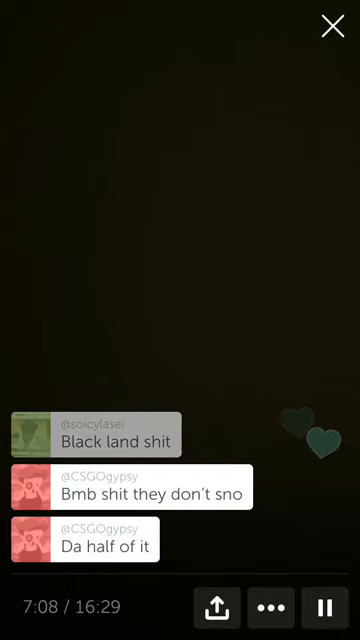 @soicylasei
Black land shit
@CSGOgypsy
Bmb shit they don't sno
@CSGOgypsy
Da half of it
7:08 / 16:29